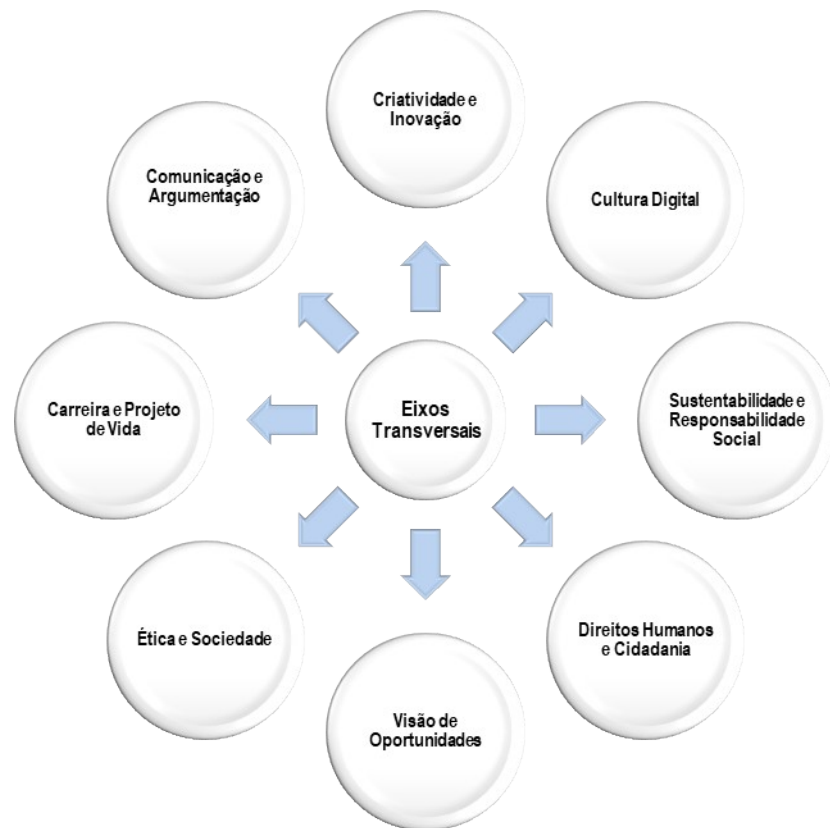 Criatividade e
Inovação
Comunicação e
Argumentação
Cultura Digital
Carreira e Projeto
de Vida
Eixos
Transversais
Sustentabilidade e
Responsabilidade
Social
Ética e Sociedade
Direitos Humanos
e Cidadania
Visão de
Oportunidades